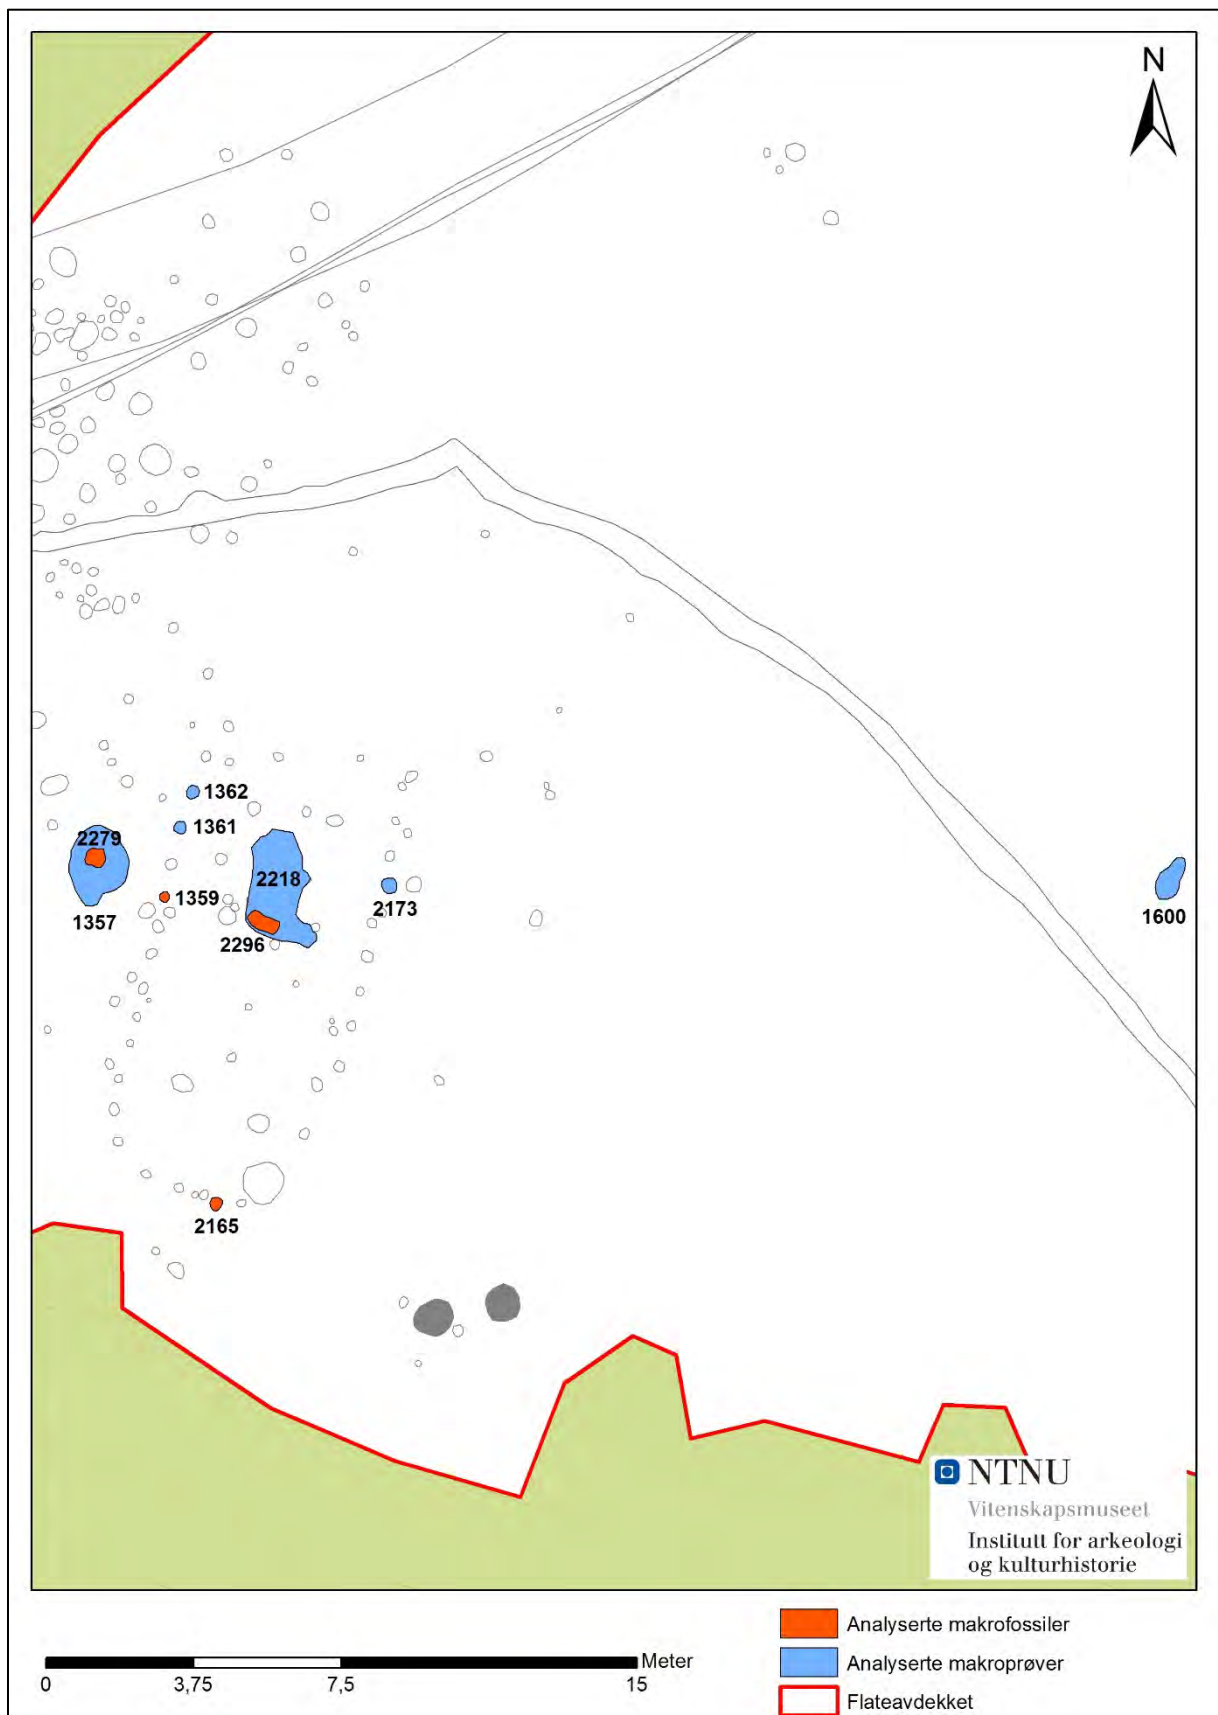 N
1362
1361
2279
2218
1359
2173
1357
1600
2296
2165
NTNU
Vitenskapsmuseet
Institutt for arkeologi
og kulturhistorie
Analyserte makrofossiler
Meter
Analyserte makroprøver
0 3,75 7,5 15
Flateavdekket